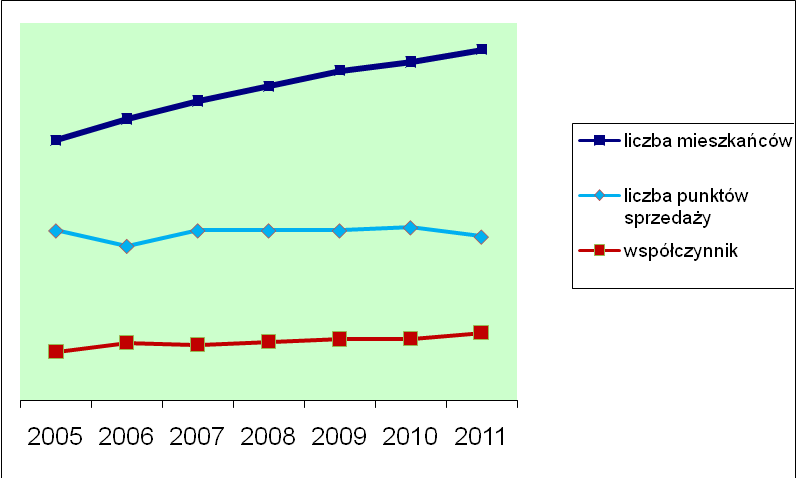 liczba mieszkańców
liczba punktów
sprzedaży
współczynnik
2005 2006 2007 2008 2009 2010 2011